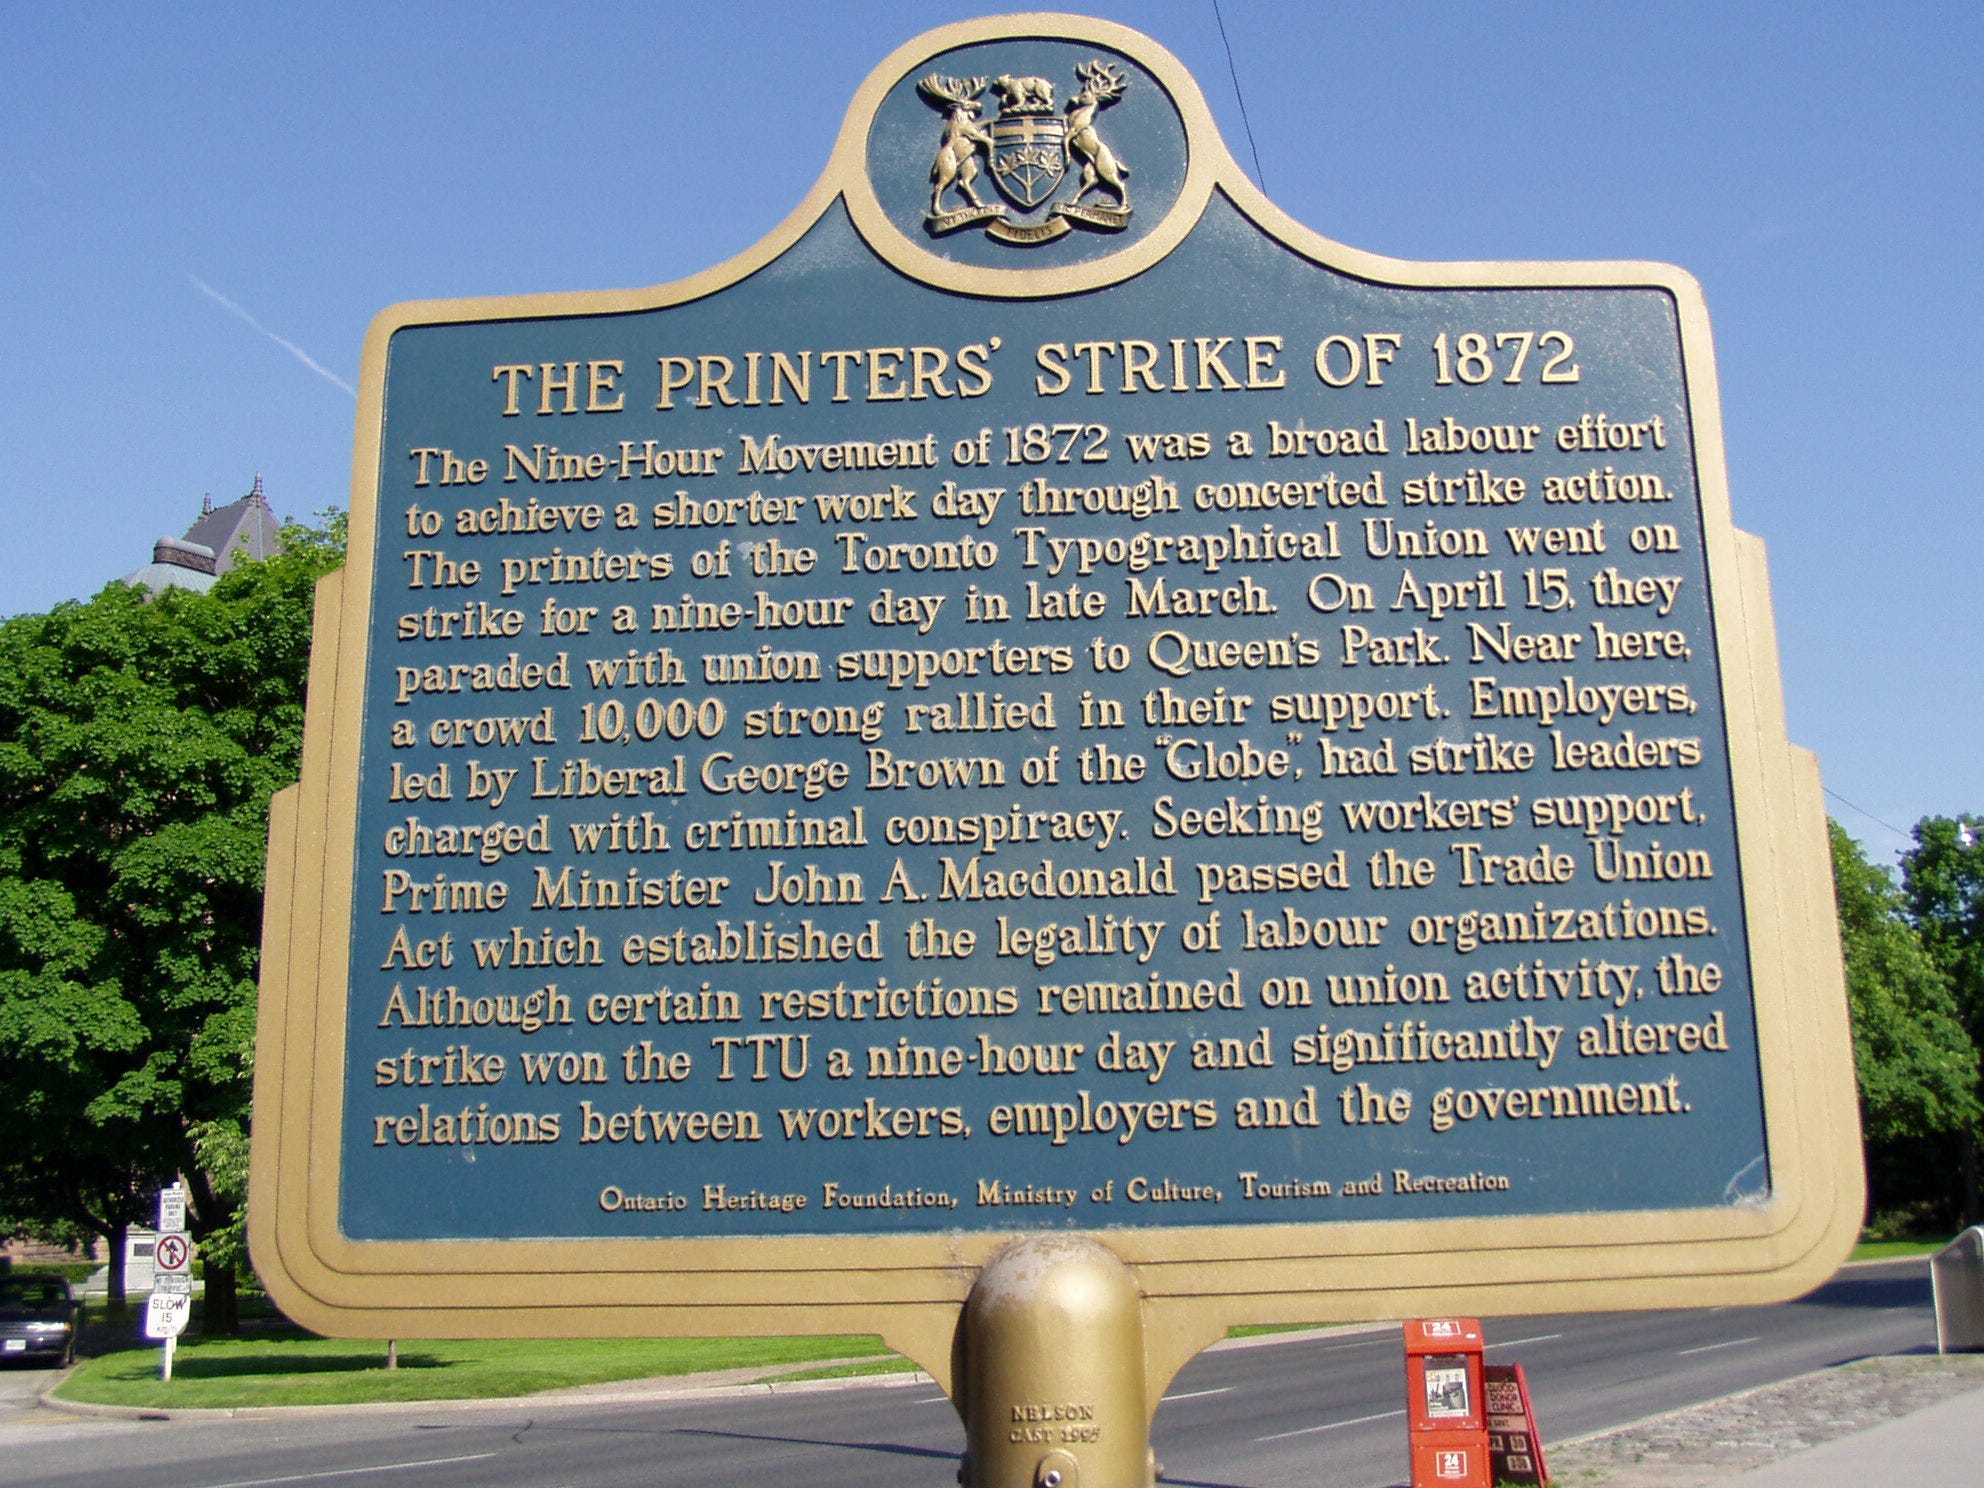 FIDELIS
THE PRINTERS' STRIKE OF 1872
The Nine-Hour Movement of 1872 was a broad labour effort
to achieve a shorter work day through concerted strike action.
The printers of the Toronto Typographical Union went on
strike for a nine-hour day in late March. On April 15, they
paraded with union supporters to Queen's Park. Near here,
a crowd 10,000 strong rallied in their support. Employers,
led by Liberal George Brown of the "Globe", had strike leaders
charged with criminal conspiracy. Seeking workers' support,
Prime Minister John A. Macdonald passed the Trade Union
Act which established the legality of labour organizations.
Although certain restrictions remained on union activity, the
strike won the TTU a nine-hour day and significantly altered
relations between workers, employers and the government.
Ontario Heritage Foundation, Ministry of Culture, Tourism and Recreation
NELSON
CAST 1995
SLOW
15
km/h
24
BLOOD
DONOR
CLINIC
24